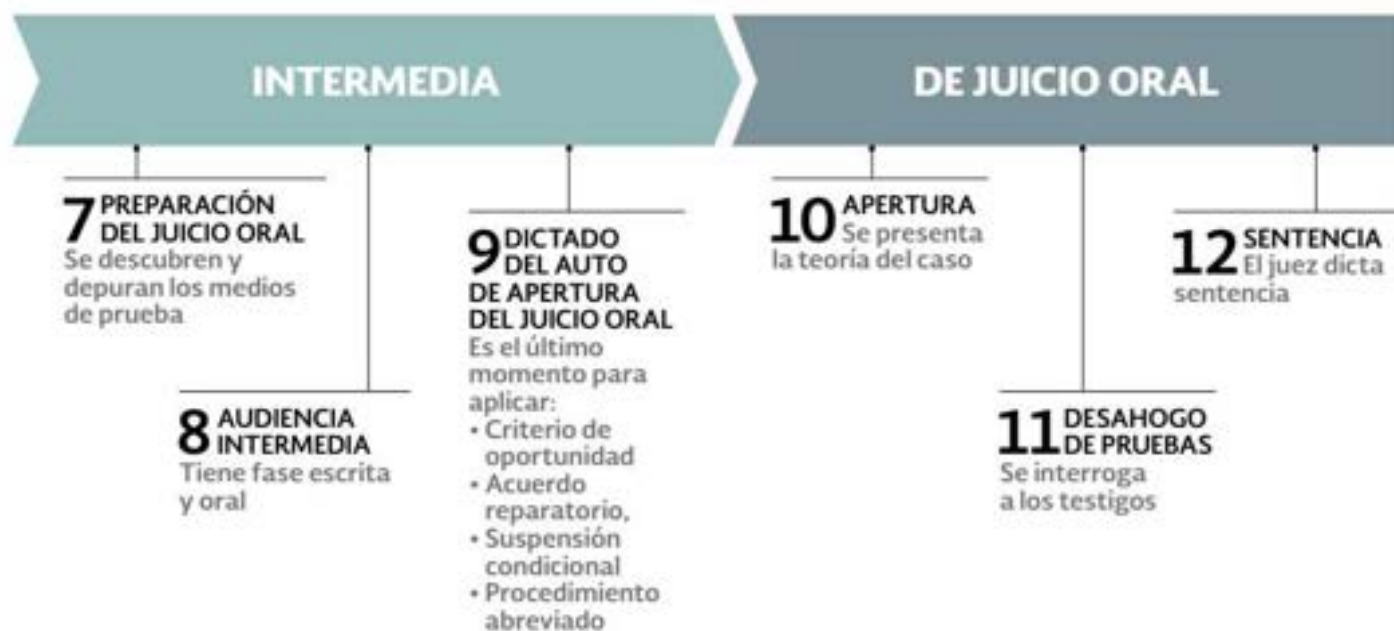 INTERMEDIA
DE JUICIO ORAL
7 PREPARACIÓN
DEL JUICIO ORAL
Se descubren y
depuran los medios
de prueba
8 AUDIENCIA
INTERMEDIA
Tiene fase escrita
y oral
9 DICTADO
DEL AUTO
DE APERTURA
DEL JUICIO ORAL
Es el último
momento para
aplicar:
• Criterio de
oportunidad
• Acuerdo
reparatorio,
• Suspensión
condicional
• Procedimiento
abreviado
10 APERTURA
Se presenta
la teoría del caso
11 DESAHOGO
DE PRUEBAS
Se interroga
a los testigos
12 SENTENCIA
El juez dicta
sentencia